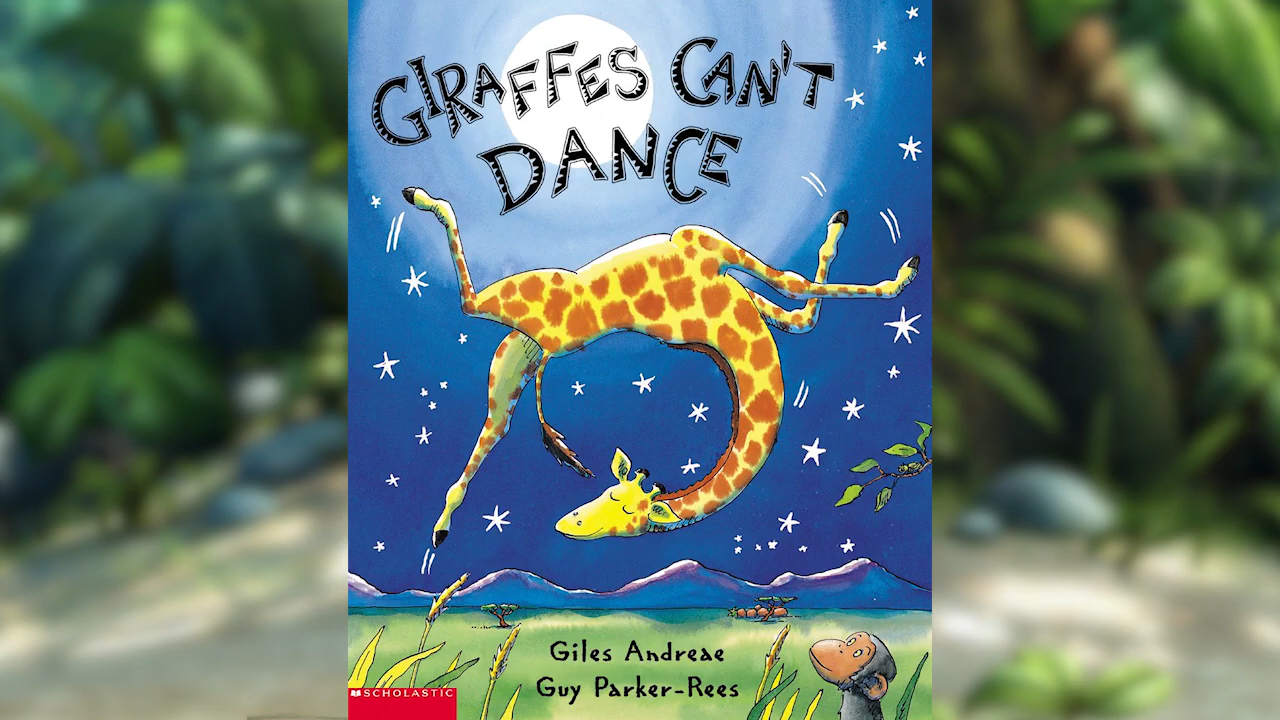 GIRAFFES CAN'T
DANCE
Giles Andreae
Guy Parker-Rees
SCHOLASTIC